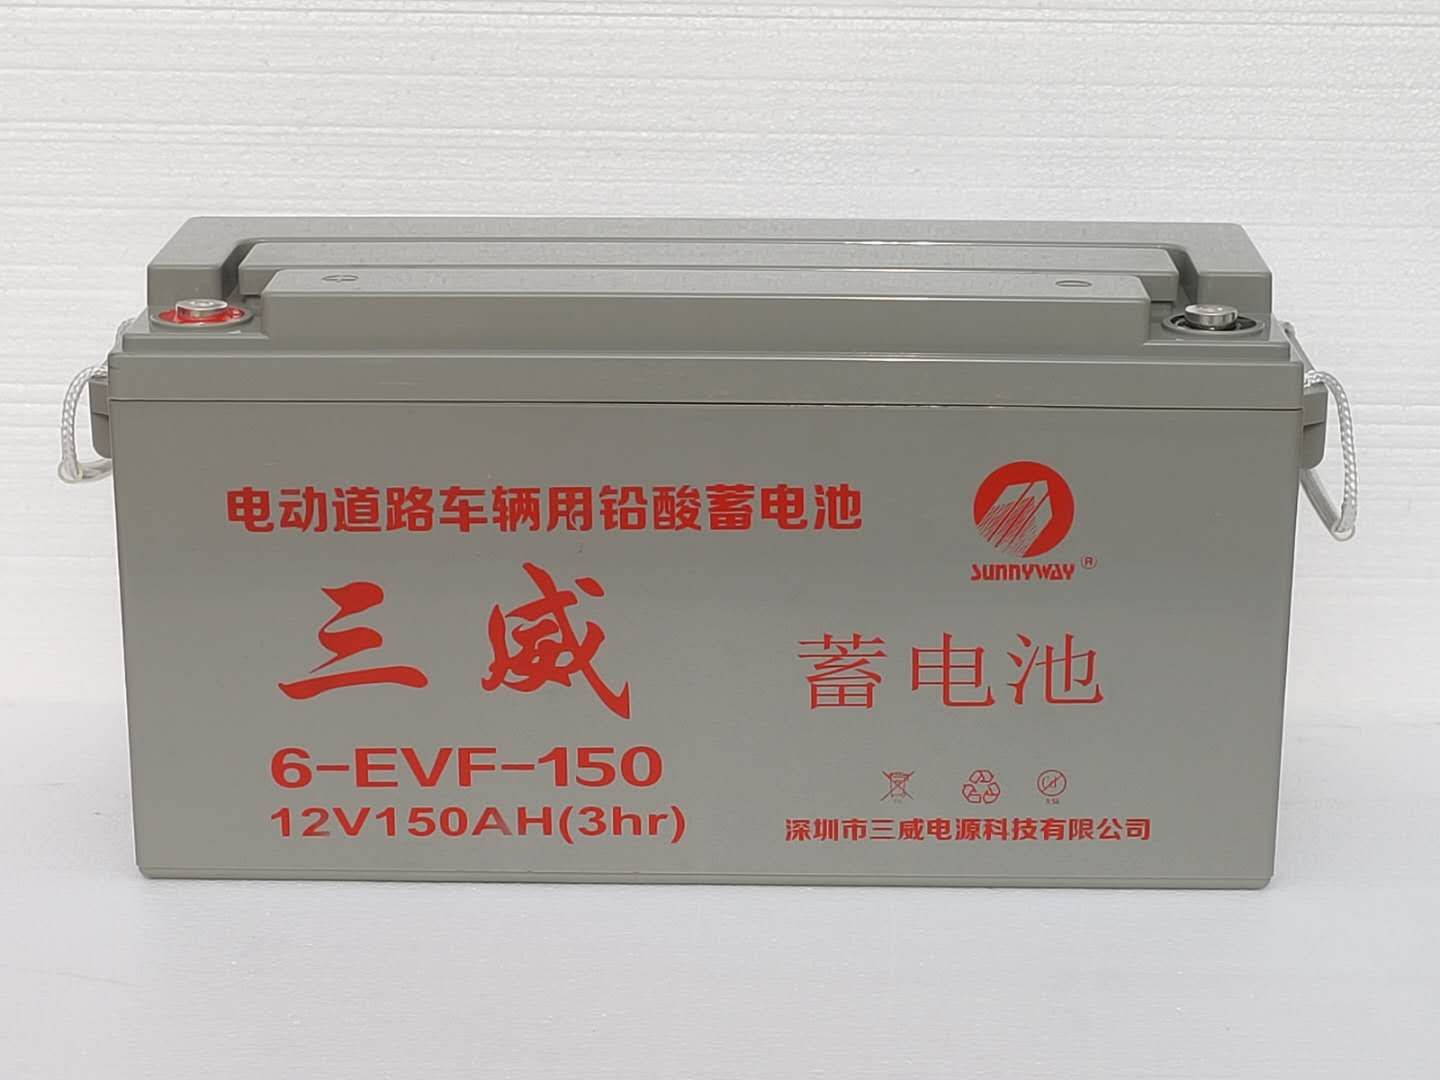 电动道路车辆用铅酸蓄电池
SUNNYWAY®
三威
蓄电池
6-EVF-150
12V150AH(3hr)
Cd
深圳市三威电源科技有限公司